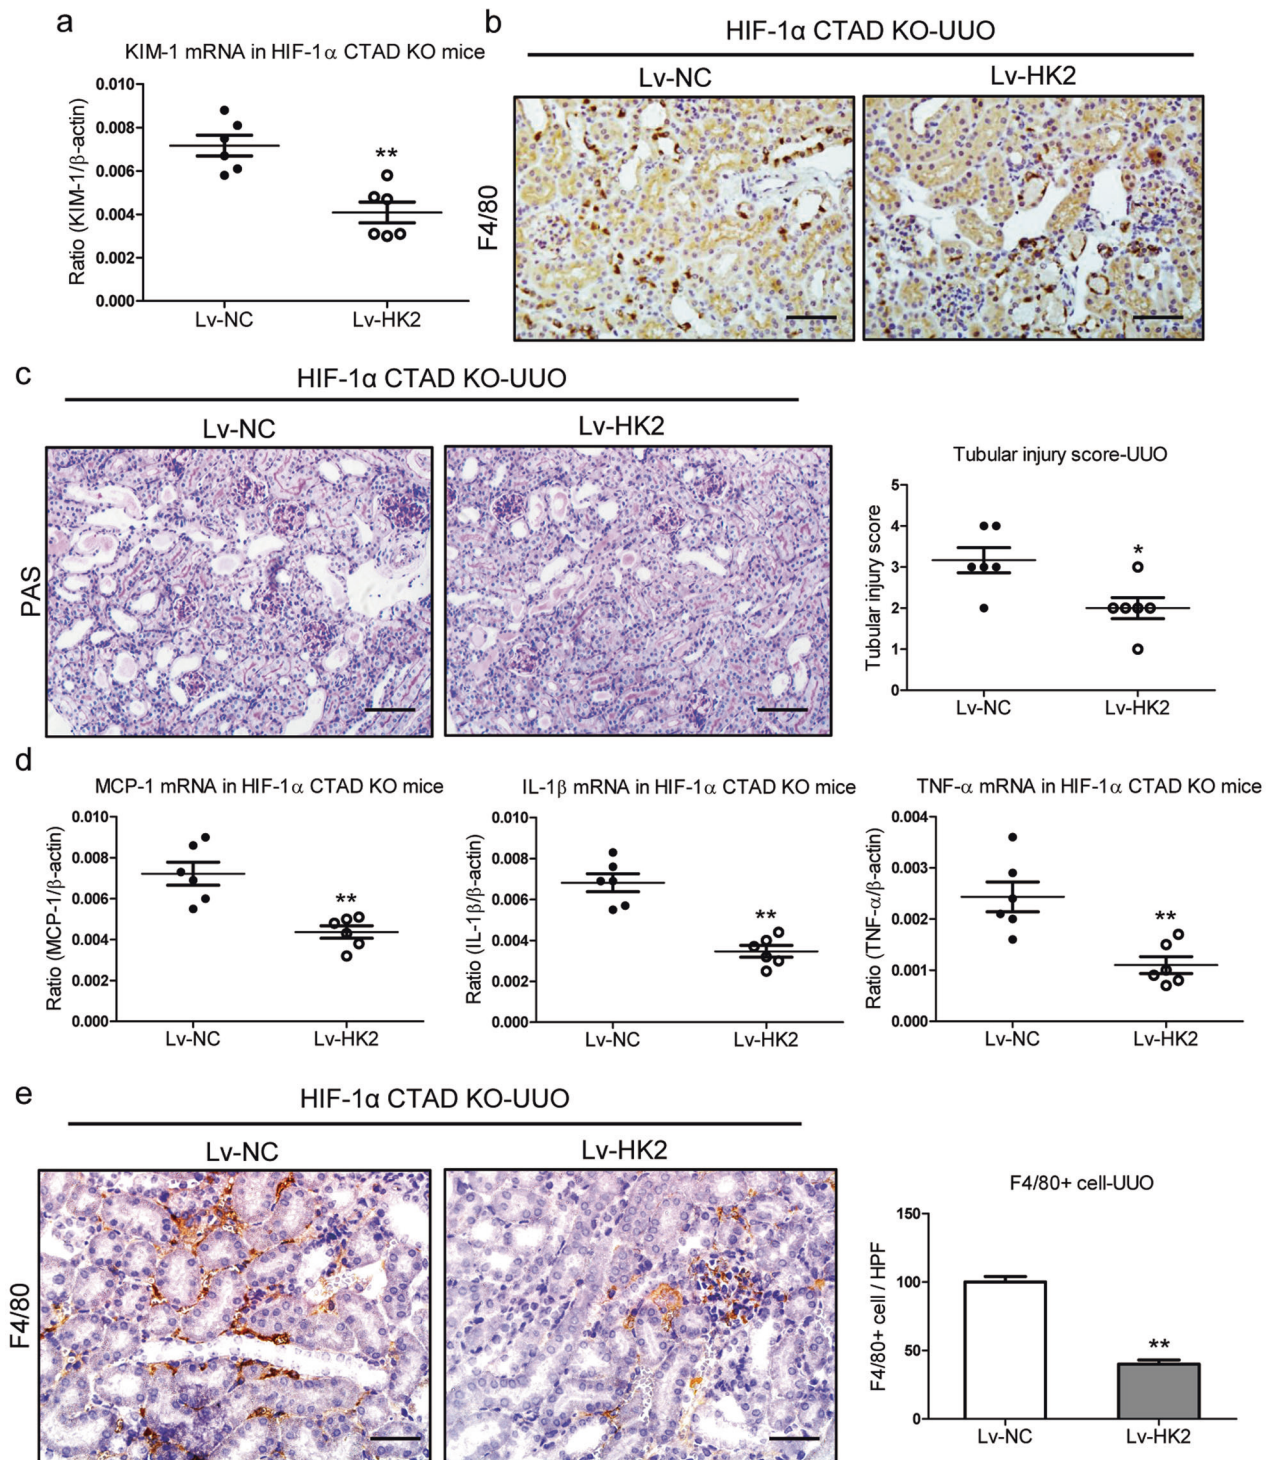 a
KIM-1 mRNA in HIF-1α CTAD KO mice
Ratio (KIM-1/β-actin)
0.010
0.008
0.006
0.004
0.002
0.000
**
Lv-NC
Lv-HK2
b
HIF-1α CTAD KO-UUO
Lv-NC
Lv-HK2
F4/80
c
HIF-1α CTAD KO-UUO
Lv-NC
Lv-HK2
PAS
Tubular injury score-UUO
Tubular injury score
5
4
3
2
1
0
*
Lv-NC
Lv-HK2
d
MCP-1 mRNA in HIF-1α CTAD KO mice
Ratio (MCP-1/β-actin)
0.010
0.008
0.006
0.004
0.002
0.000
**
Lv-NC
Lv-HK2
IL-1β mRNA in HIF-1α CTAD KO mice
Ratio (IL-1β/β-actin)
0.010
0.008
0.006
0.004
0.002
0.000
**
Lv-NC
Lv-HK2
TNF-α mRNA in HIF-1α CTAD KO mice
Ratio (TNF-α/β-actin)
0.004
0.003
0.002
0.001
0.000
**
Lv-NC
Lv-HK2
e
HIF-1α CTAD KO-UUO
Lv-NC
Lv-HK2
F4/80
F4/80+ cell-UUO
F4/80+ cell / HPF
150
100
50
0
**
Lv-NC
Lv-HK2